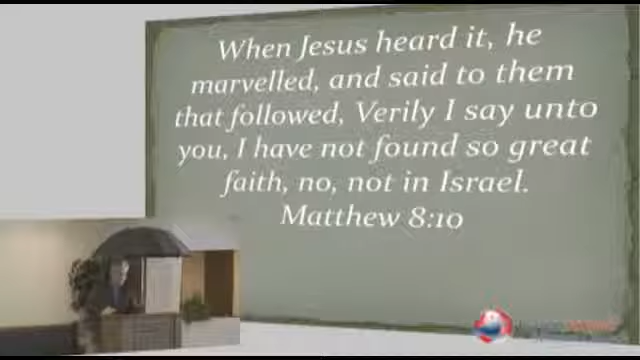 When Jesus heard it, he
marvelled, and said to them
that followed, Verily I say unto
you, I have not found so great
faith, no, not in Israel.
Matthew 8:10